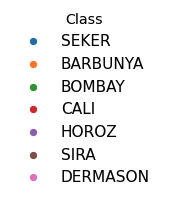 Class
SEKER
BARBUNYA
BOMBAY
CALI
HOROZ
SIRA
DERMASON